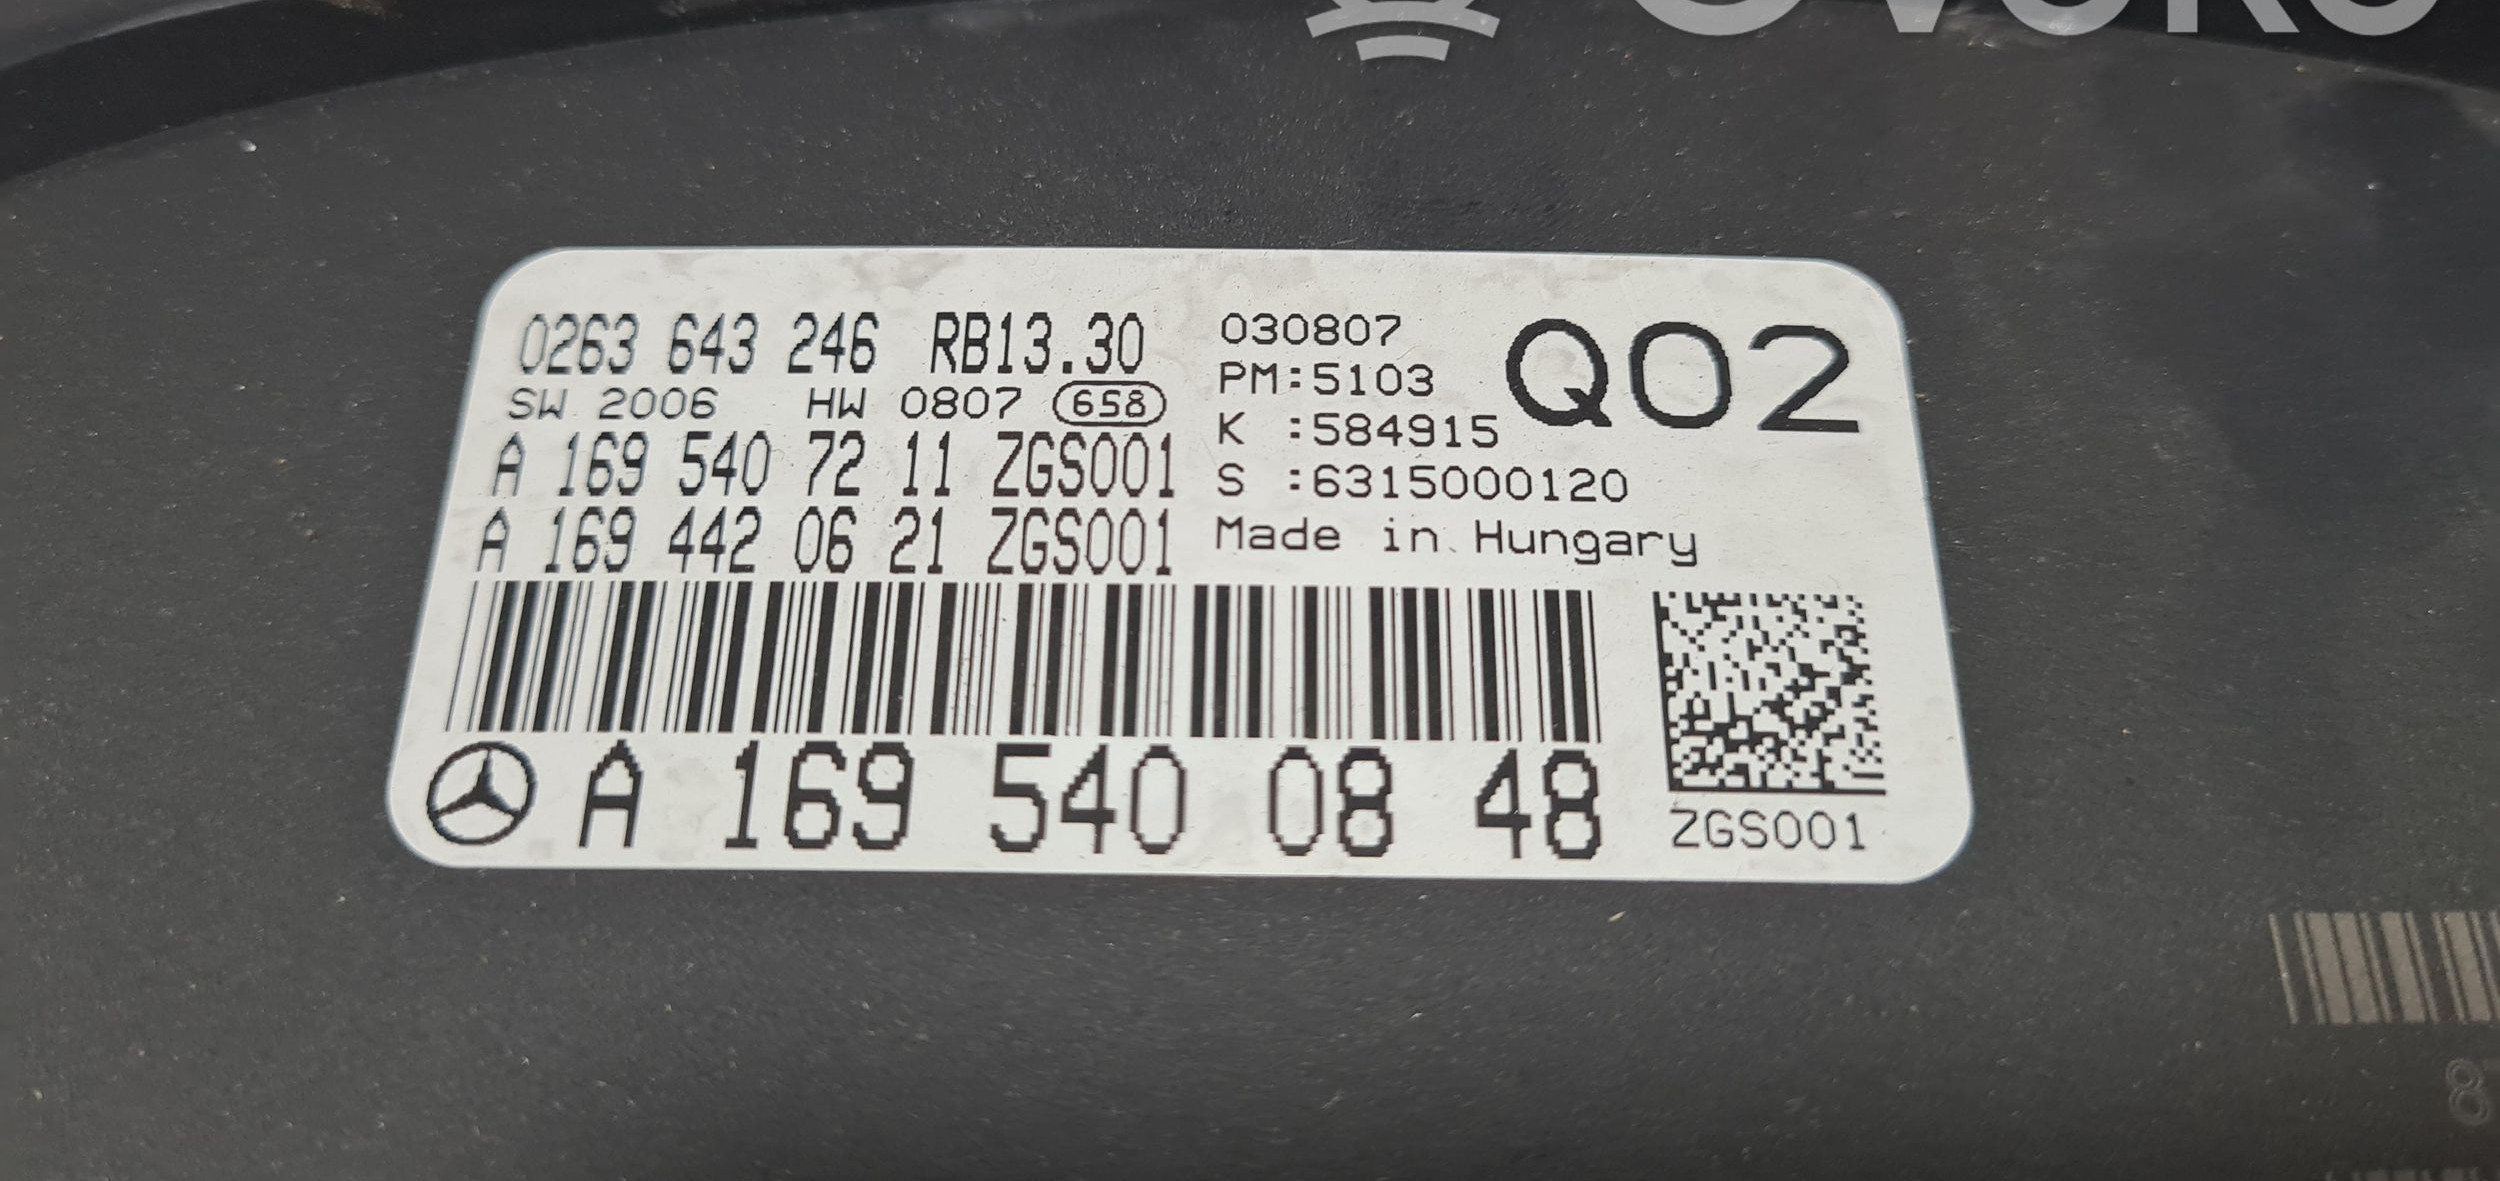 0263 643 246 RB13.30
SW 2006 HW 0807 658
A 169 540 72 11 ZGS001
A 169 442 06 21 ZGS001
030807
PM:5103
K :584915
S :6315000120
Made in Hungary
Q02
A 169 540 08 48
ZGS001
8